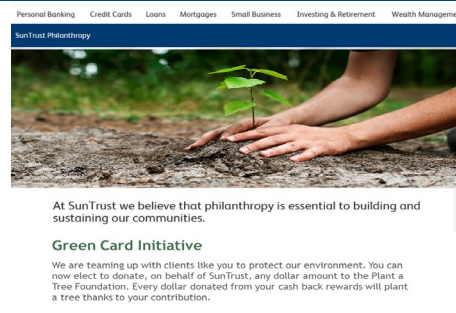 Personal Banking Credit Cards Loans Mortgages Small Business Investing & Retirement Wealth Manageme
SunTrust Philanthropy
At SunTrust we believe that philanthropy is essential to building and
sustaining our communities.
Green Card Initiative
We are teaming up with clients like you to protect our environment. You can
now elect to donate, on behalf of SunTrust, any dollar amount to the Plant a
Tree Foundation. Every dollar donated from your cash back rewards will plant
a tree thanks to your contribution.